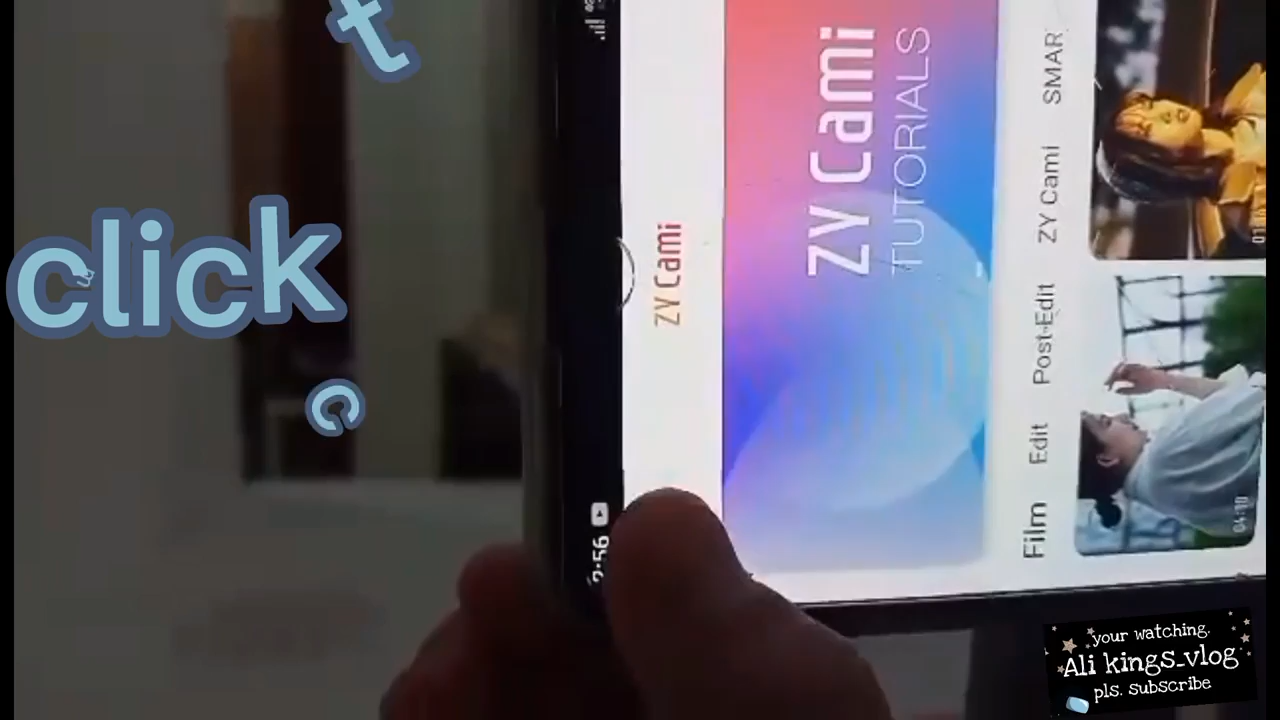 t
click
c
2:56
ZY Cami
ZY Cami
TUTORIALS
Film Edit Post-Edit ZY Cami SMAR
04:10
your watching.
Ali kings_vlog
pls. subscribe